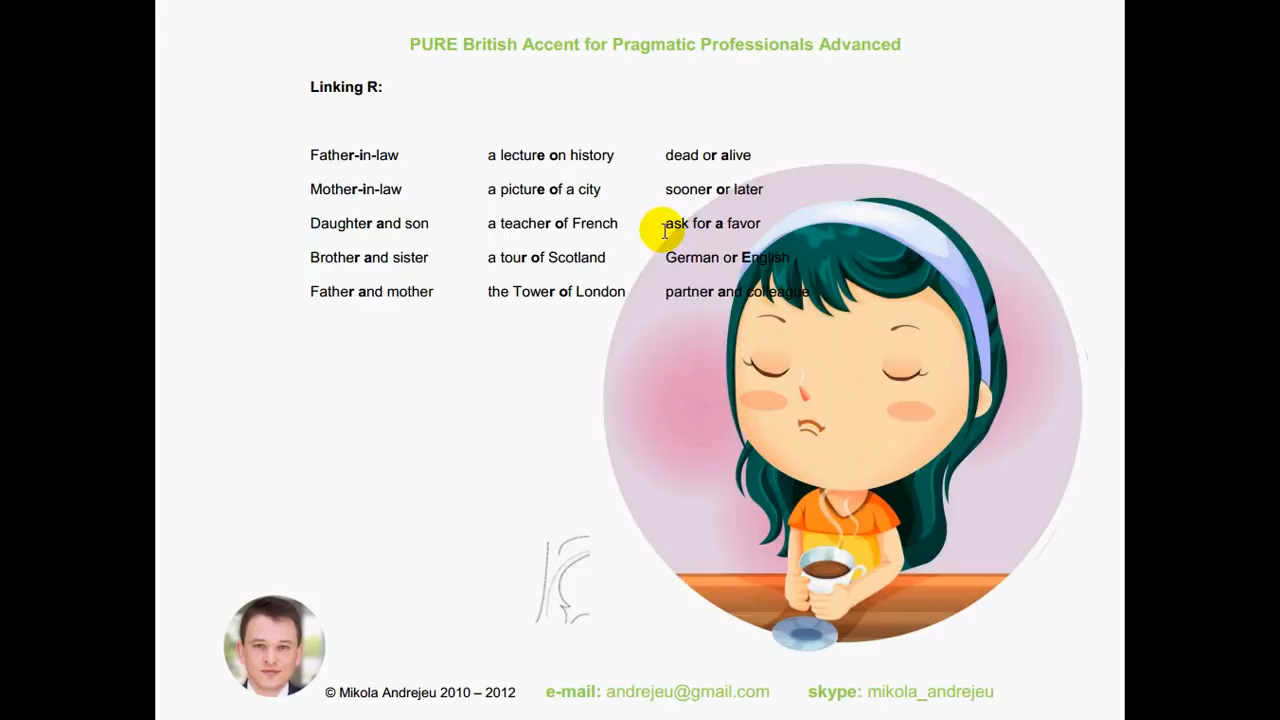 PURE British Accent for Pragmatic Professionals Advanced
Linking R:
Father-in-law a lecture on history dead or alive
Mother-in-law a picture of a city sooner or later
Daughter and son a teacher of French ask for a favor
Brother and sister a tour of Scotland German or English
Father and mother the Tower of London partner and colleague
© Mikola Andrejeu 2010 – 2012 e-mail: andrejeu@gmail.com skype: mikola_andrejeu